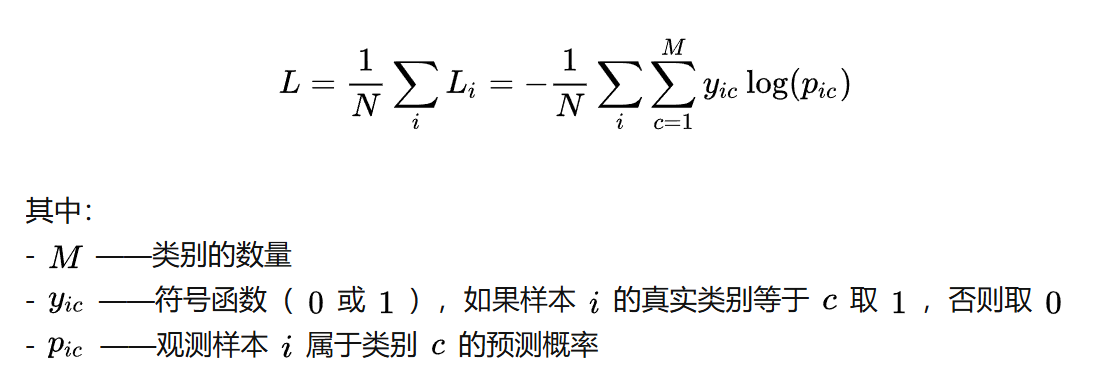 L = \frac{1}{N} \sum_{i} L_i = -\frac{1}{N} \sum_{i} \sum_{c=1}^{M} y_{ic} \log(p_{ic})
其中：
- M ——类别的数量
- y_{ic} ——符号函数（ 0 或 1 ），如果样本 i 的真实类别等于 c 取 1 ，否则取 0
- p_{ic} ——观测样本 i 属于类别 c 的预测概率